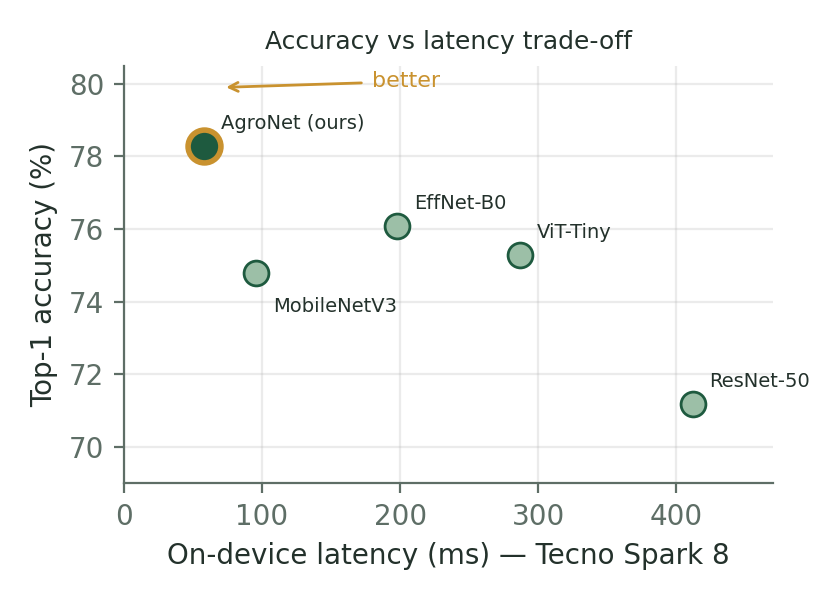 Accuracy vs latency trade-off
better
AgroNet (ours)
EffNet-B0
ViT-Tiny
MobileNetV3
ResNet-50
Top-1 accuracy (%)
80
78
76
74
72
70
0 100 200 300 400
On-device latency (ms) — Tecno Spark 8